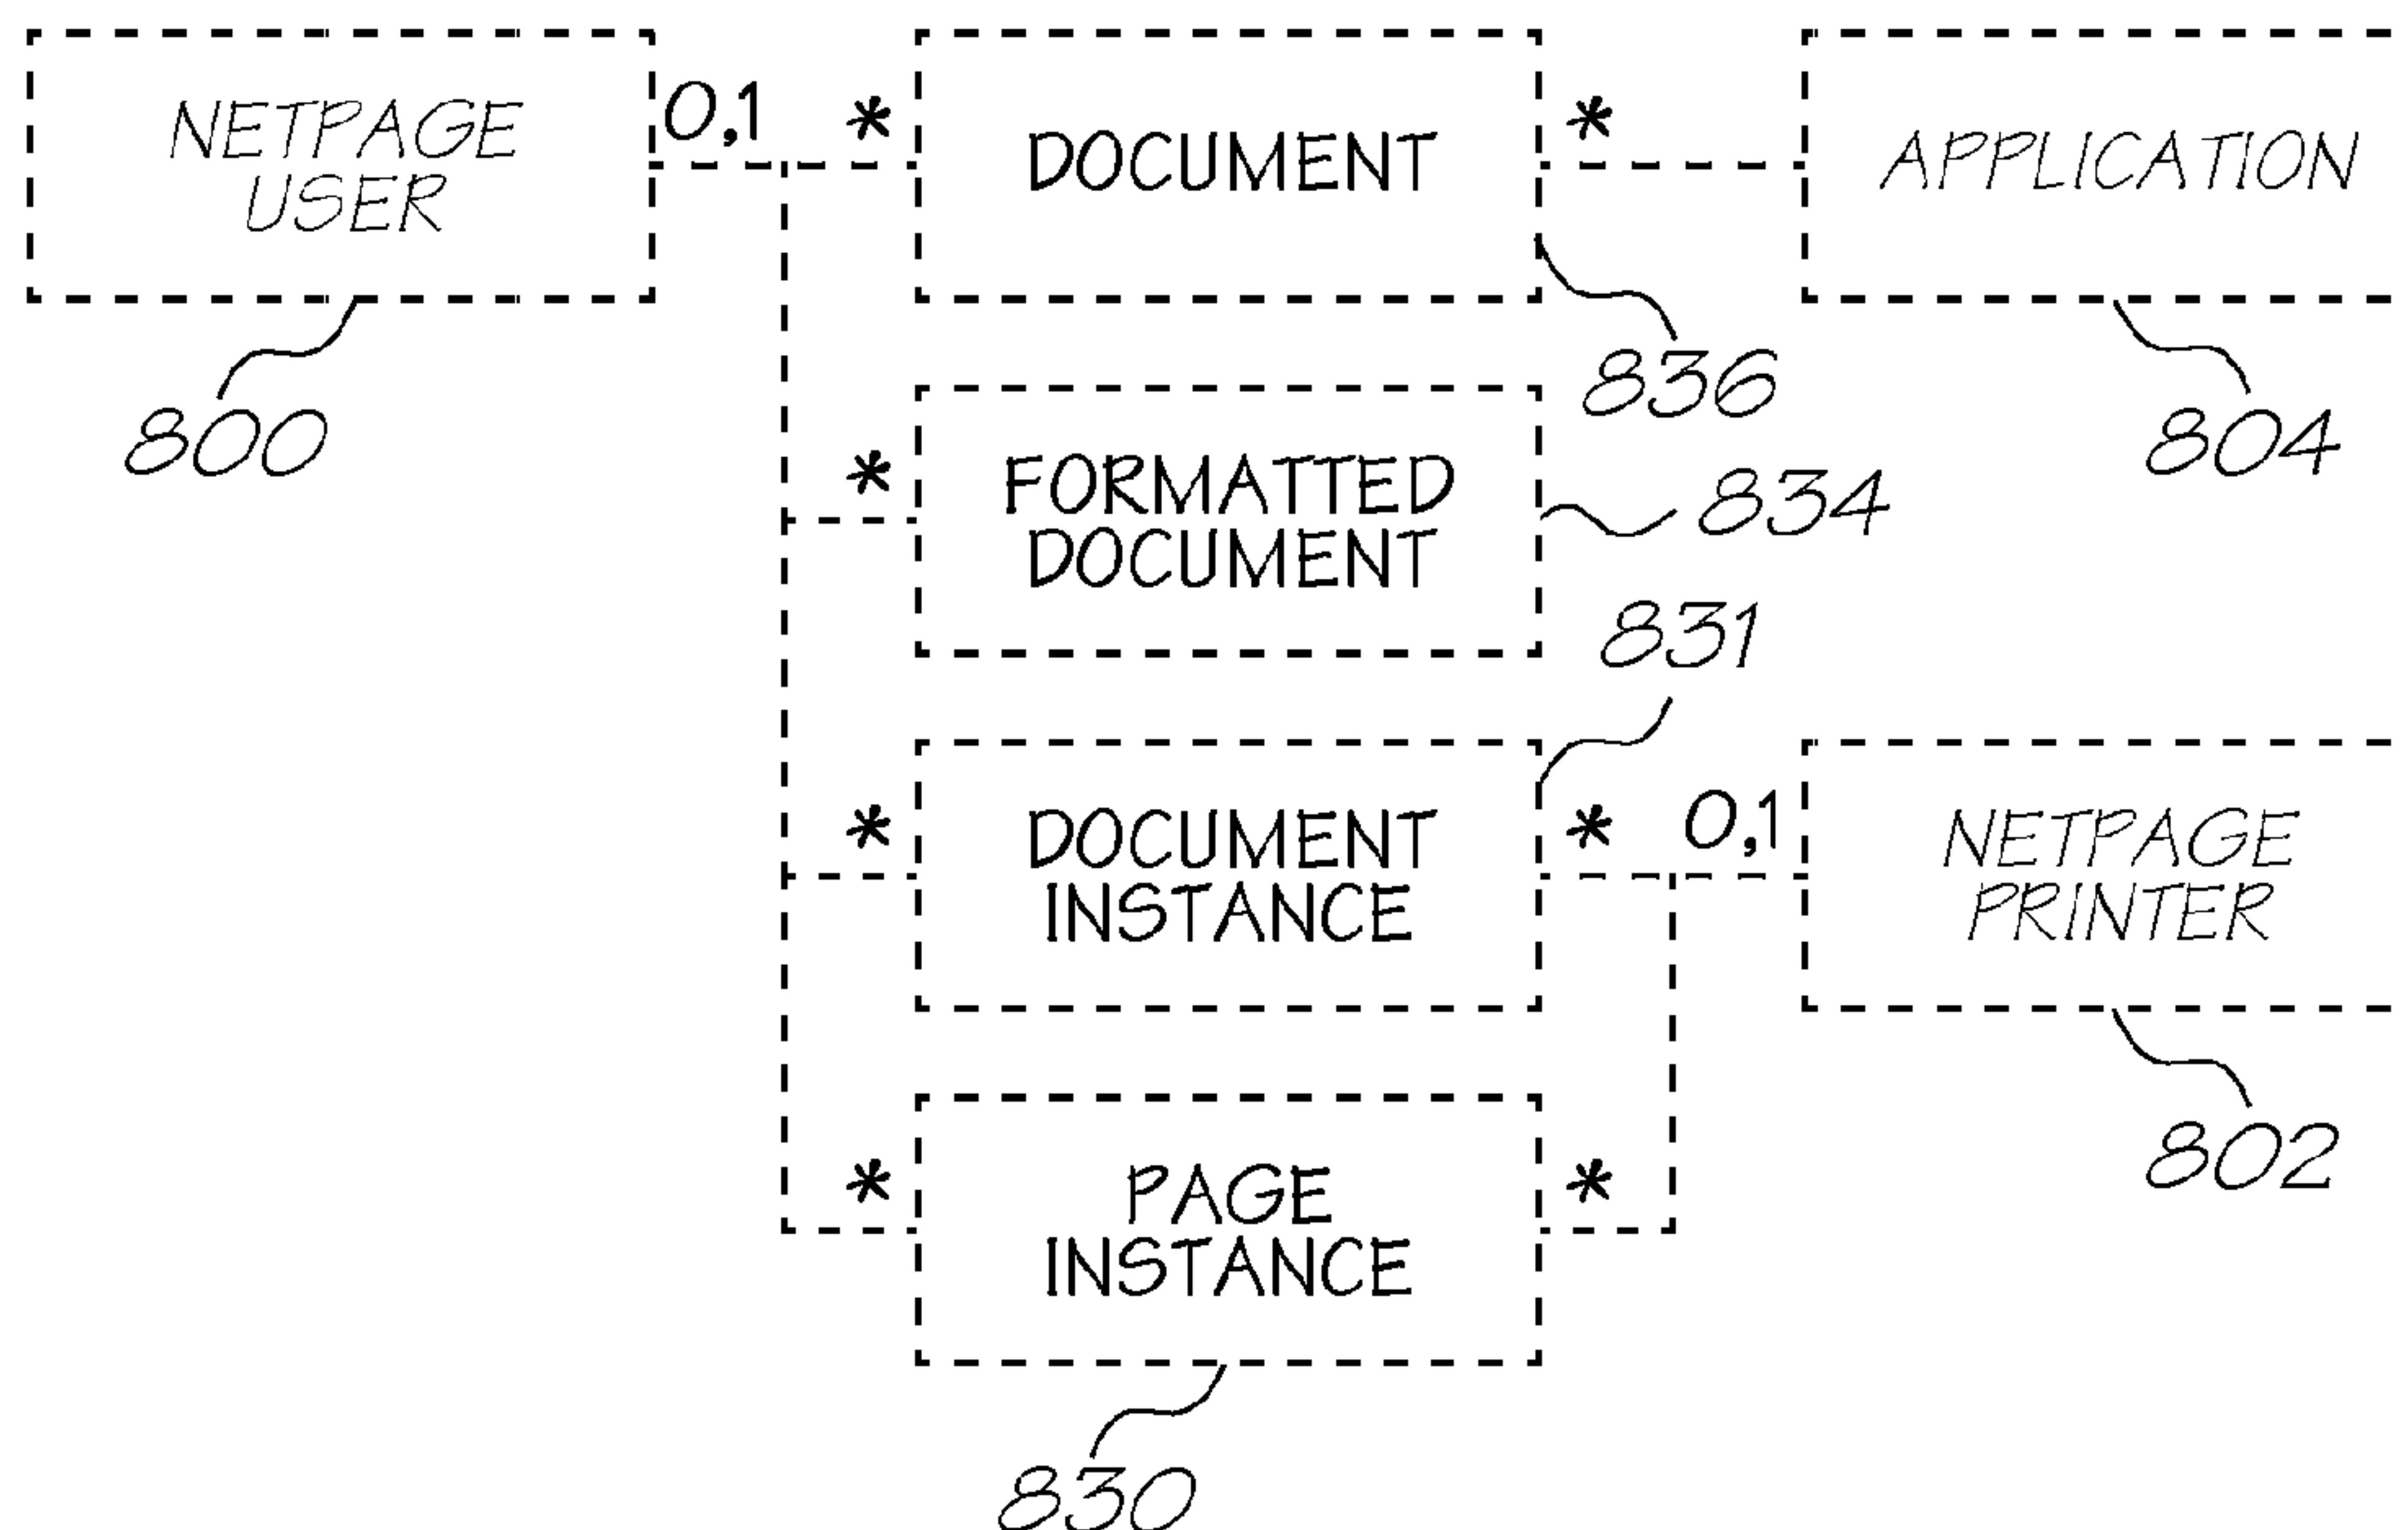 NETPAGE
USER
0,1
*
DOCUMENT
*
APPLICATION
800
836
804
*
FORMATTED
DOCUMENT
834
831
*
DOCUMENT
INSTANCE
*
0,1
NETPAGE
PRINTER
802
*
PAGE
INSTANCE
*
830